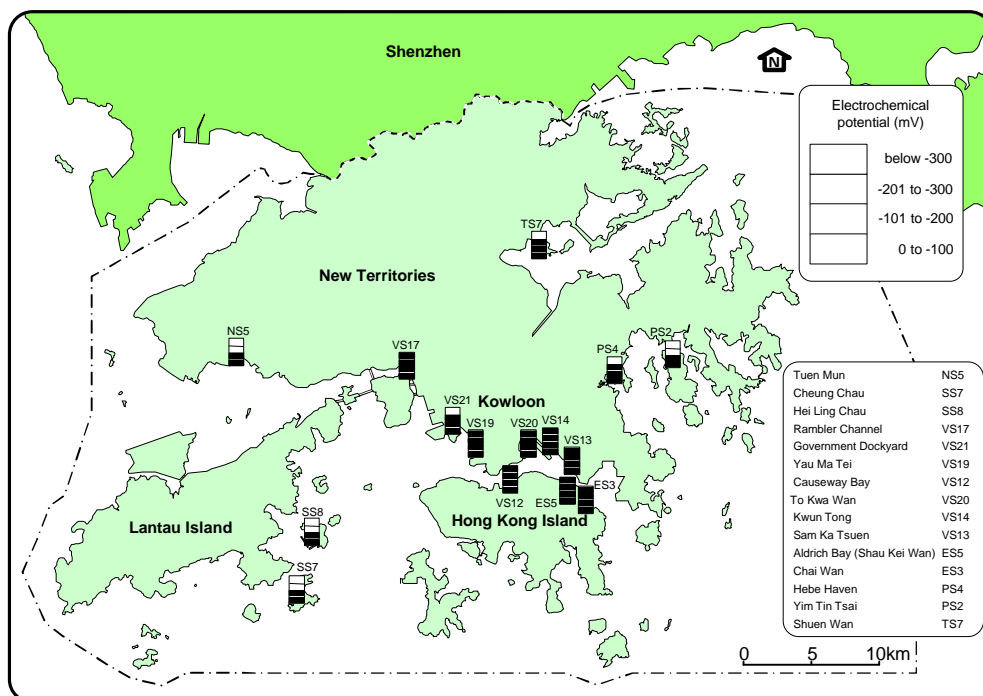 Shenzhen
N
Electrochemical
potential (mV)
below -300
-201 to -300
-101 to -200
0 to -100
TS7
New Territories
NS5
VS17
PS2
PS4
Kowloon
VS21
VS19
VS20
VS14
VS13
VS12
ES5
ES3
Hong Kong Island
Lantau Island
SS8
SS7
Tuen Mun NS5
Cheung Chau SS7
Hei Ling Chau SS8
Rambler Channel VS17
Government Dockyard VS21
Yau Ma Tei VS19
Causeway Bay VS12
To Kwa Wan VS20
Kwun Tong VS14
Sam Ka Tsuen VS13
Aldrich Bay (Shau Kei Wan) ES5
Chai Wan ES3
Hebe Haven PS4
Yim Tin Tsai PS2
Shuen Wan TS7
0 5 10km